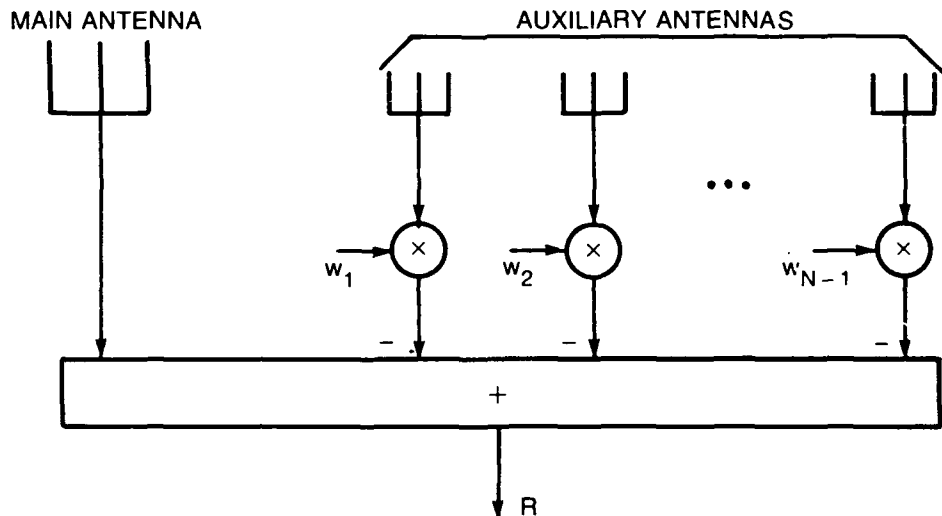 MAIN ANTENNA
AUXILIARY ANTENNAS
• • •
× × ×
w1 w2 wN−1
− − −
+
R